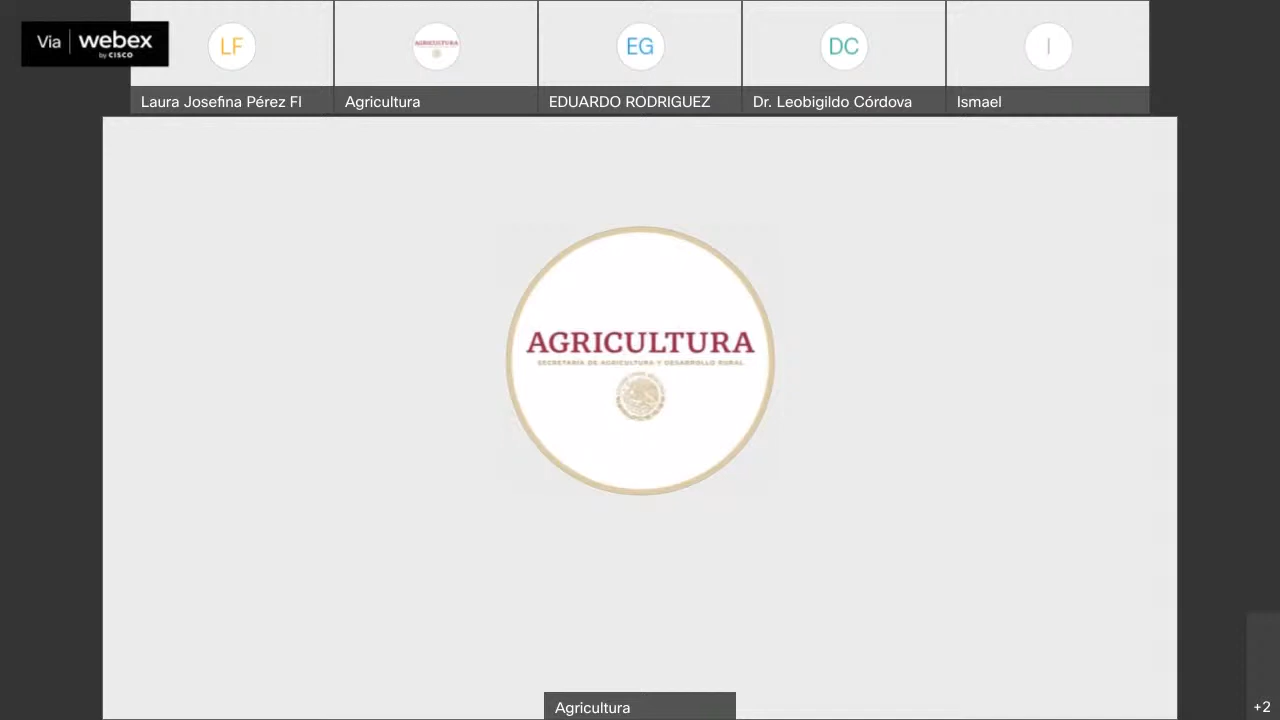 Via webex
by CISCO
LF
AGRICULTURA
EG
DC
I
Laura Josefina Pérez Fl
Agricultura
EDUARDO RODRIGUEZ
Dr. Leobigildo Córdova
Ismael
AGRICULTURA
SECRETARÍA DE AGRICULTURA Y DESARROLLO RURAL
Agricultura
+2